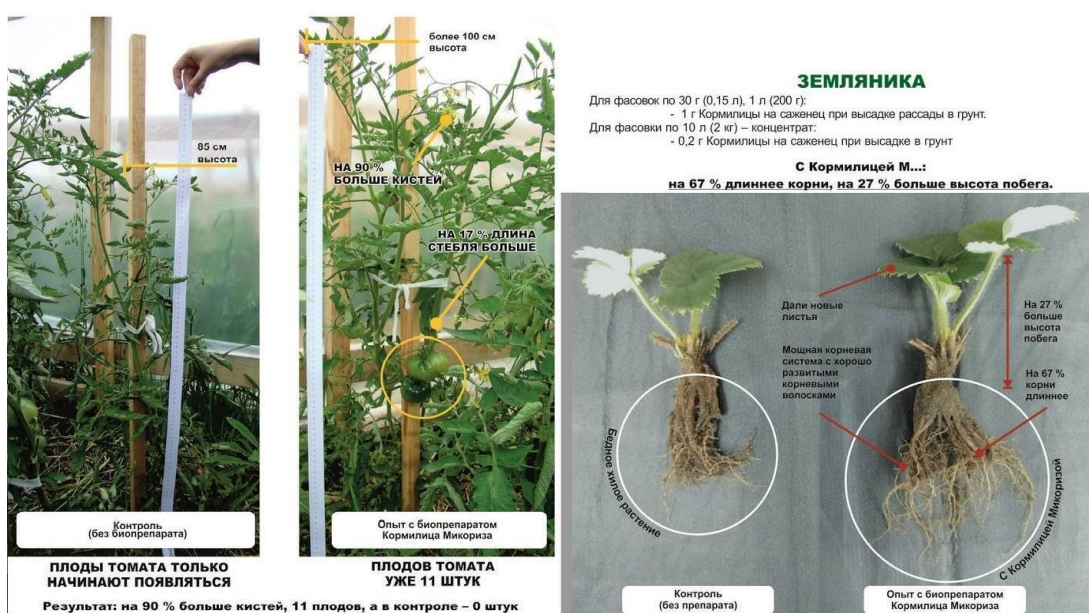 85 см
высота
Контроль
(без биопрепарата)
ПЛОДЫ ТОМАТА ТОЛЬКО
НАЧИНАЮТ ПОЯВЛЯТЬСЯ
более 100 см
высота
НА 90 %
БОЛЬШЕ КИСТЕЙ
НА 17 % ДЛИНА
СТЕБЛЯ БОЛЬШЕ
Опыт с биопрепаратом
Кормилица Микориза
ПЛОДОВ ТОМАТА
УЖЕ 11 ШТУК
Результат: на 90 % больше кистей, 11 плодов, а в контроле – 0 штук
ЗЕМЛЯНИКА
Для фасовок по 30 г (0,15 л), 1 л (200 г):
- 1 г Кормилицы на саженец при высадке рассады в грунт.
Для фасовки по 10 л (2 кг) – концентрат:
- 0,2 г Кормилицы на саженец при высадке в грунт
С Кормилицей М...:
на 67 % длиннее корни, на 27 % больше высота побега.
Дали новые
листья
Мощная корневая
система с хорошо
развитыми
корневыми
волосками
На 27 %
больше
высота
побега
На 67 %
корни
длиннее
Бедное хилое растение
С Кормилицей Микоризой
Контроль
(без препарата)
Опыт с биопрепаратом
Кормилица Микориза